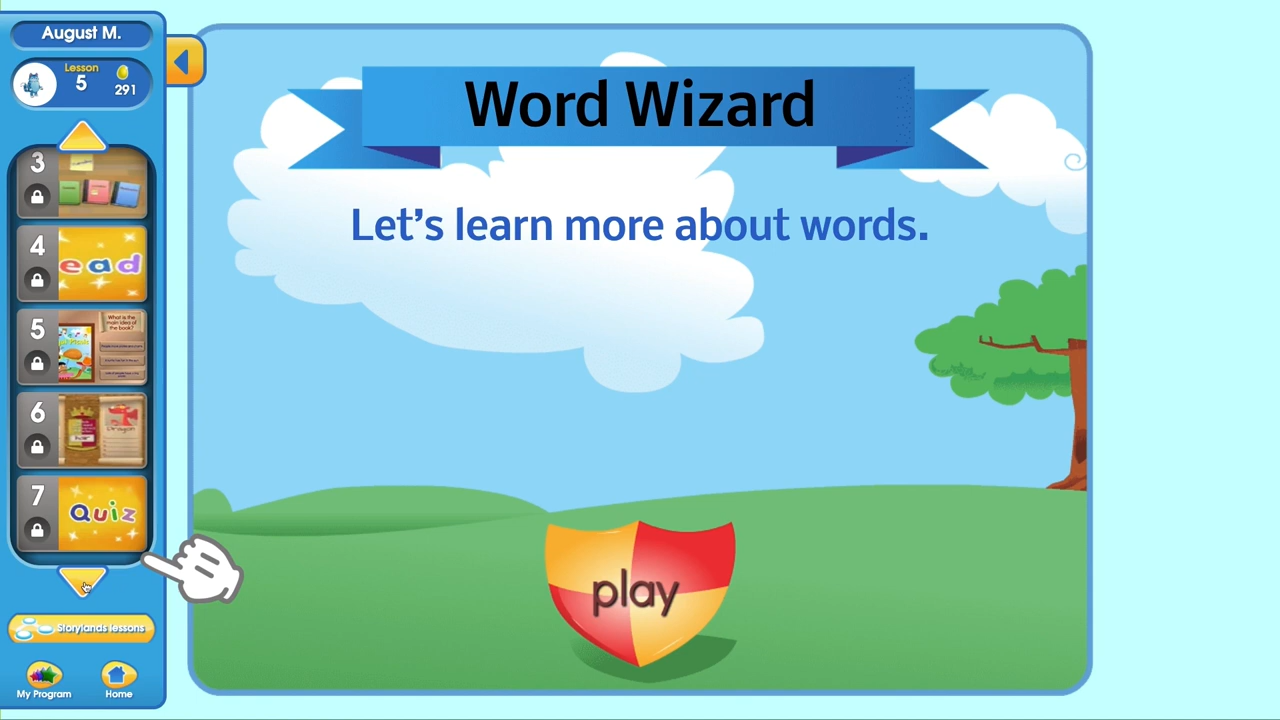 August M.
Lesson
5
291
3
4
ead
5
What is the
main idea of
the book?
6
Dragon
7
Quiz
Storylands lessons
My Program
Home
Word Wizard
Let's learn more about words.
play